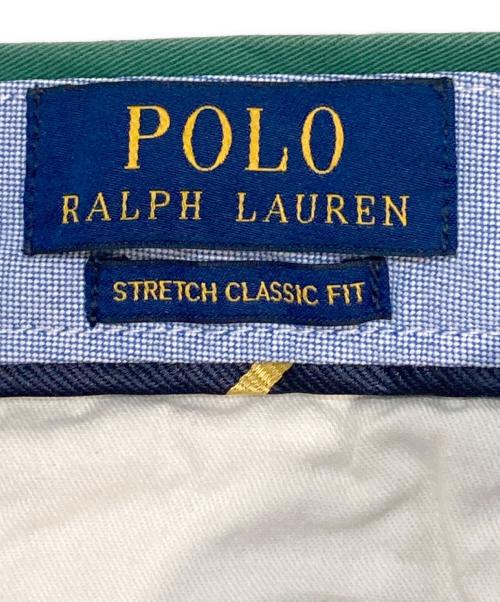 POLO
RALPH LAUREN
STRETCH CLASSIC FIT